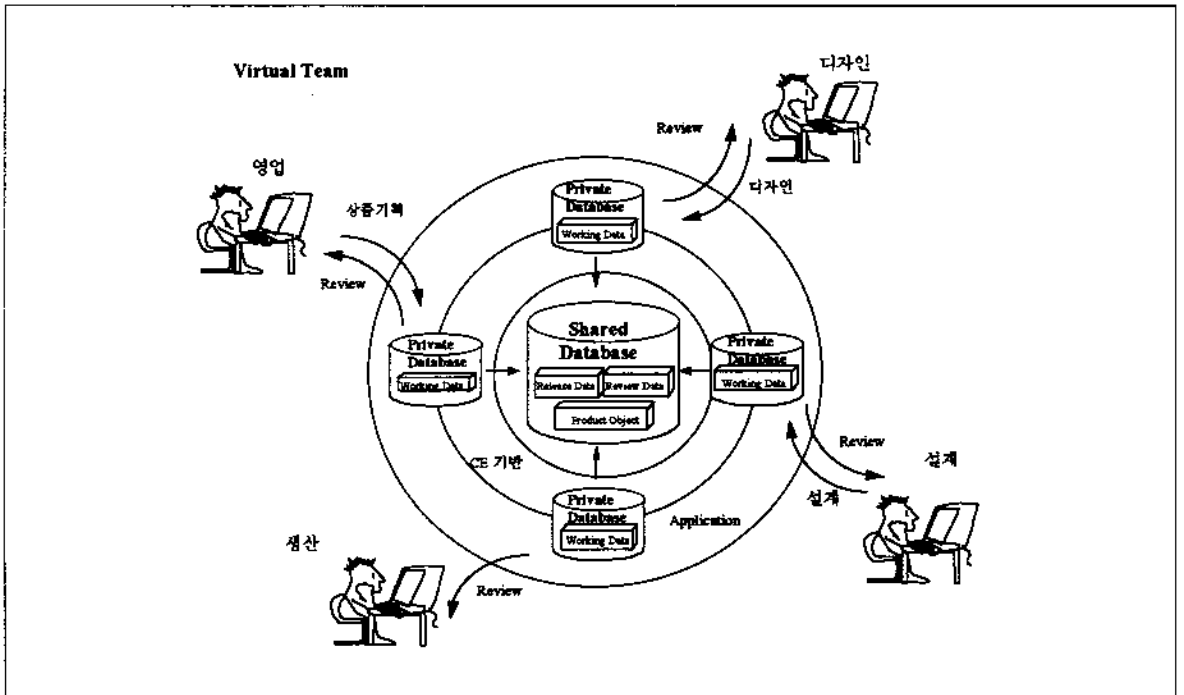 Virtual Team
디자인
Review
디자인
영업
상품기획
Review
Private
Database
Working Data
Shared
Database
Release Data
Review Data
Product Object
Private
Database
Working Data
Private
Database
Working Data
CE 기반
Private
Database
Working Data
Application
Review
설계
설계
생산
Review